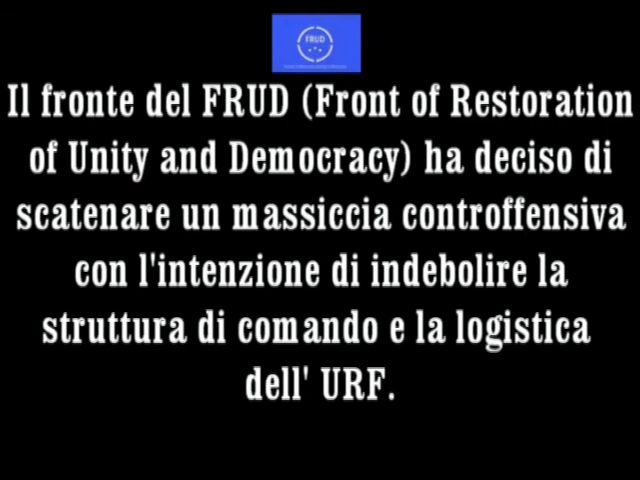 FRUD
Il fronte del FRUD (Front of Restoration
of Unity and Democracy) ha deciso di
scatenare un massiccia controffensiva
con l'intenzione di indebolire la
struttura di comando e la logistica
dell' URF.